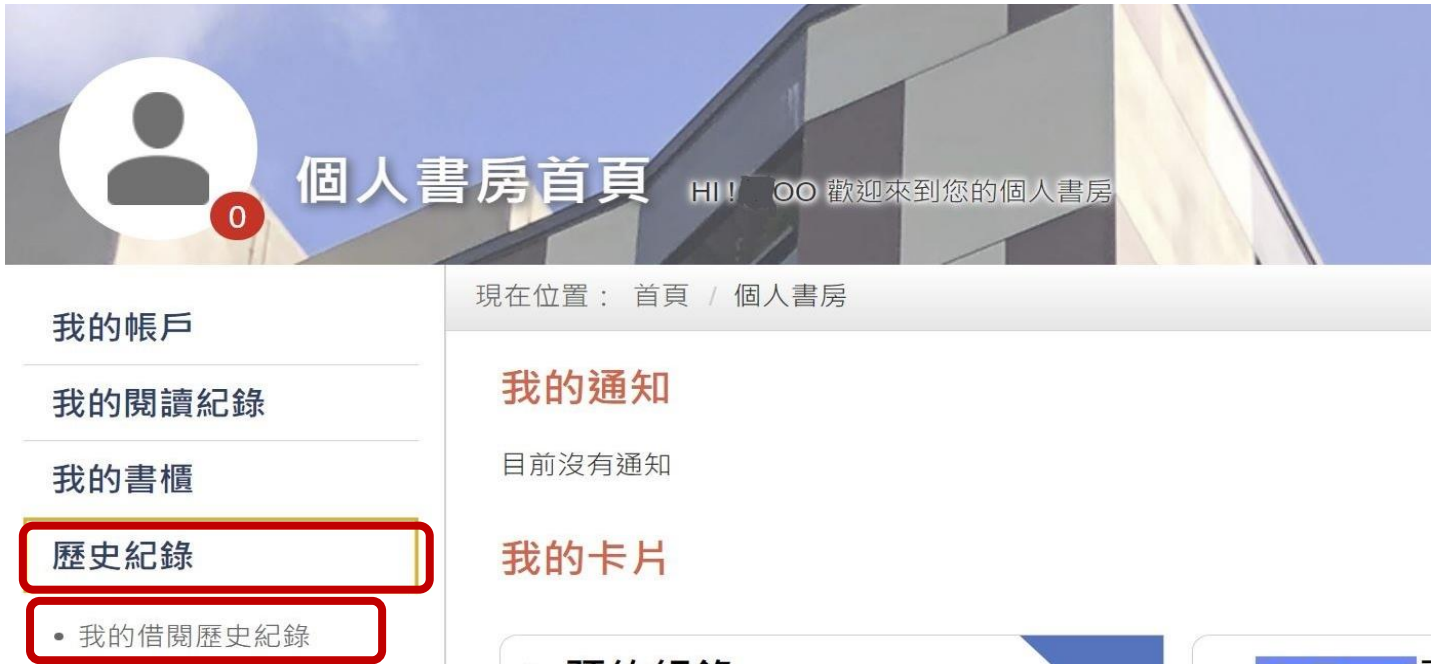 個人書房首頁
HI! OO 歡迎來到您的個人書房
0
現在位置： 首頁 / 個人書房
我的帳戶
我的閱讀紀錄
我的書櫃
歷史紀錄
• 我的借閱歷史紀錄
我的通知
目前沒有通知
我的卡片